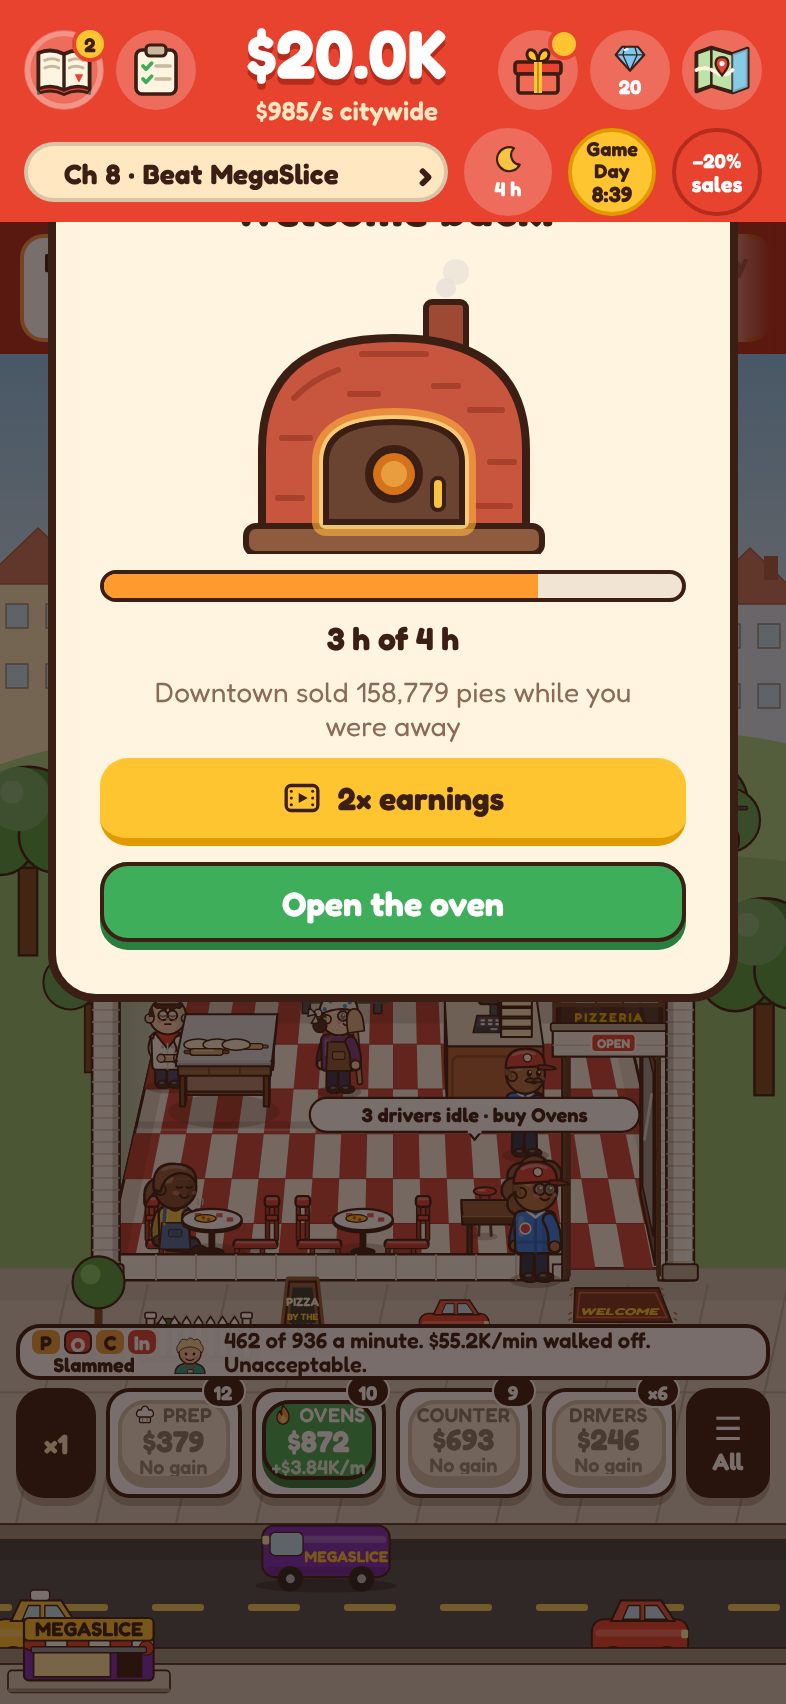 2
$20.0K
$985/s citywide
20
Ch 8 · Beat MegaSlice
4 h
Game
Day
8:39
−20%
sales
Welcome back!
3 h of 4 h
Downtown sold 158,779 pies while you
were away
2x earnings
Open the oven
PIZZERIA
OPEN
3 drivers idle · buy Ovens
PIZZA
BY THE
WELCOME
P O C In
Slammed
462 of 936 a minute. $55.2K/min walked off.
Unacceptable.
x1
12
PREP
$379
No gain
10
OVENS
$872
+$3.84K/m
9
COUNTER
$693
No gain
x6
DRIVERS
$246
No gain
All
MEGASLICE
MEGASLICE